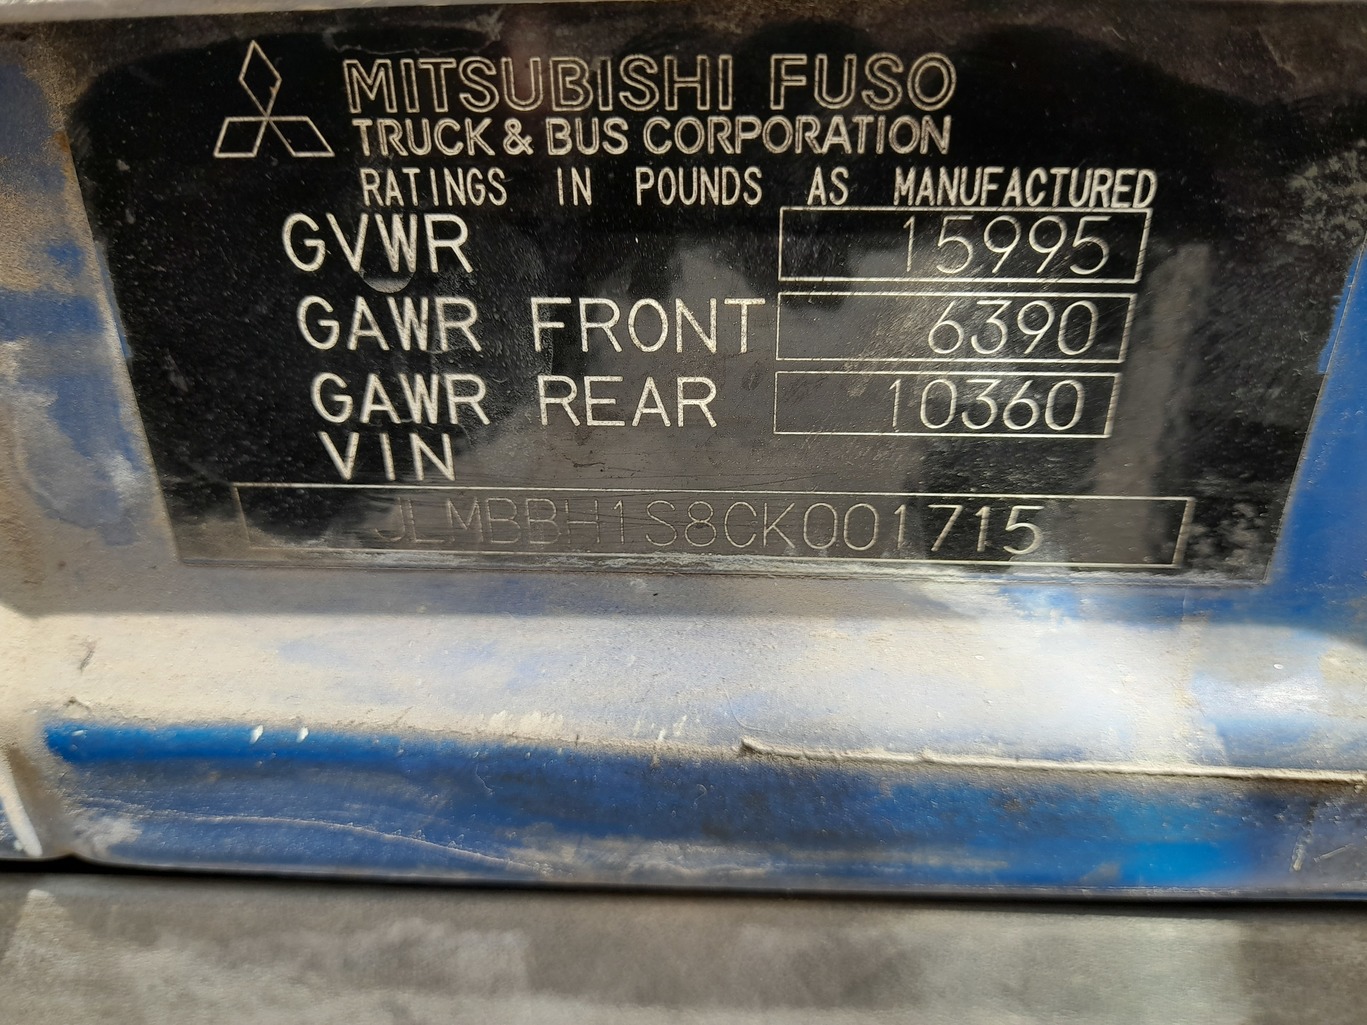 MITSUBISHI FUSO
TRUCK & BUS CORPORATION
RATINGS IN POUNDS AS MANUFACTURED
GVWR 15995
GAWR FRONT 6390
GAWR REAR 10360
VIN
JLMBBH1S8CK001715